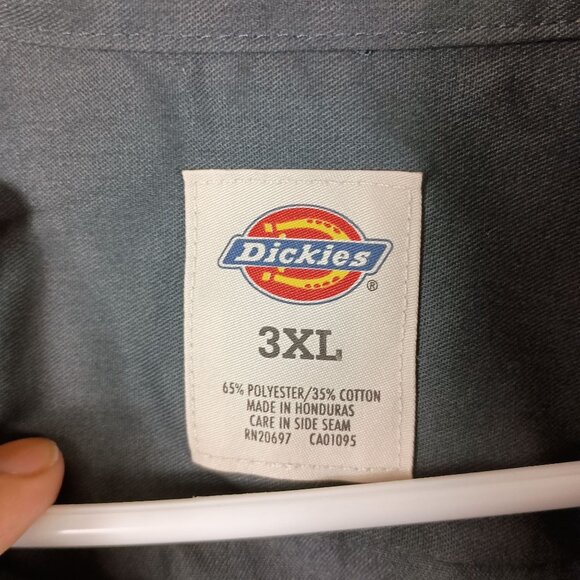 Dickies®
3XL
65% POLYESTER/35% COTTON
MADE IN HONDURAS
CARE IN SIDE SEAM
RN20697 CA01095